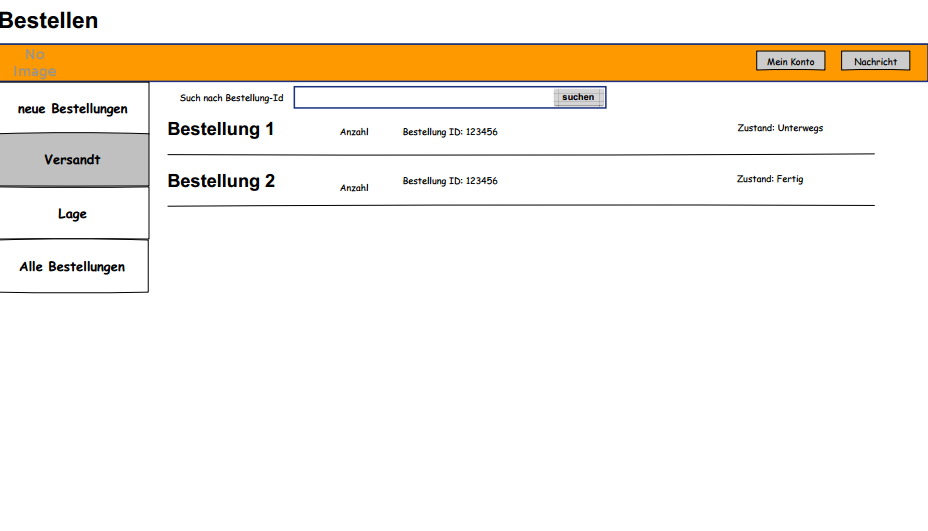 Bestellen
No
Image
Mein Konto
Nachricht
neue Bestellungen
Such nach Bestellung-Id
suchen
Bestellung 1
Anzahl
Bestellung ID: 123456
Zustand: Unterwegs
Versandt
Bestellung 2
Anzahl
Bestellung ID: 123456
Zustand: Fertig
Lage
Alle Bestellungen